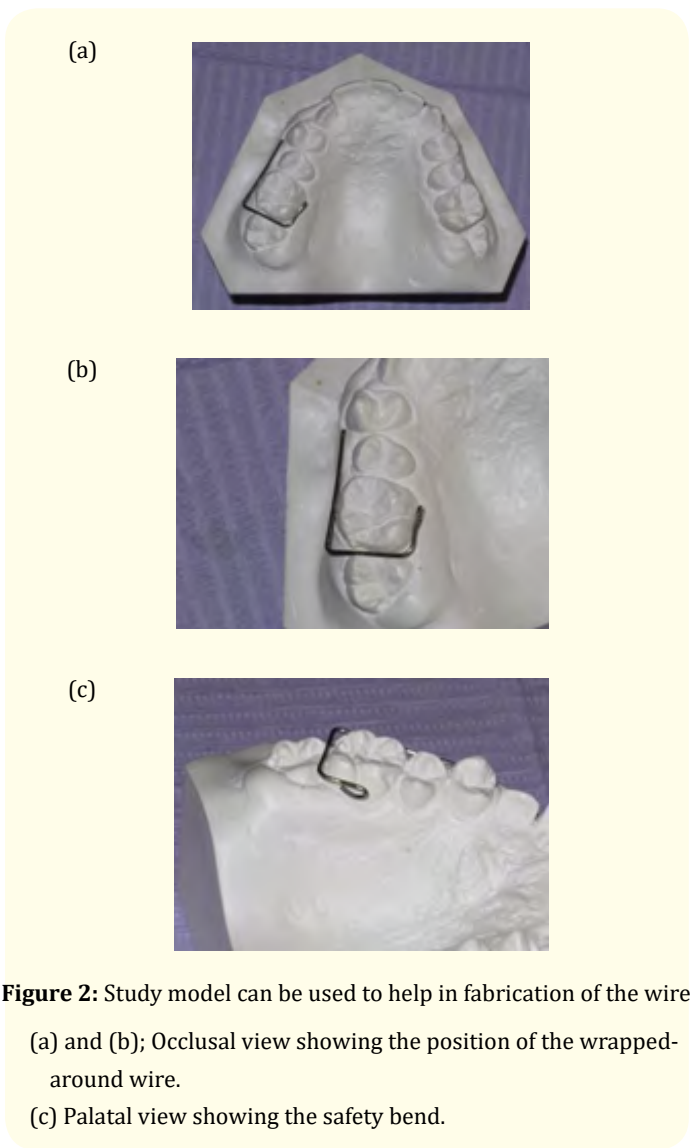 (a)
(b)
(c)
Figure 2: Study model can be used to help in fabrication of the wire
(a) and (b); Occlusal view showing the position of the wrapped-
around wire.
(c) Palatal view showing the safety bend.